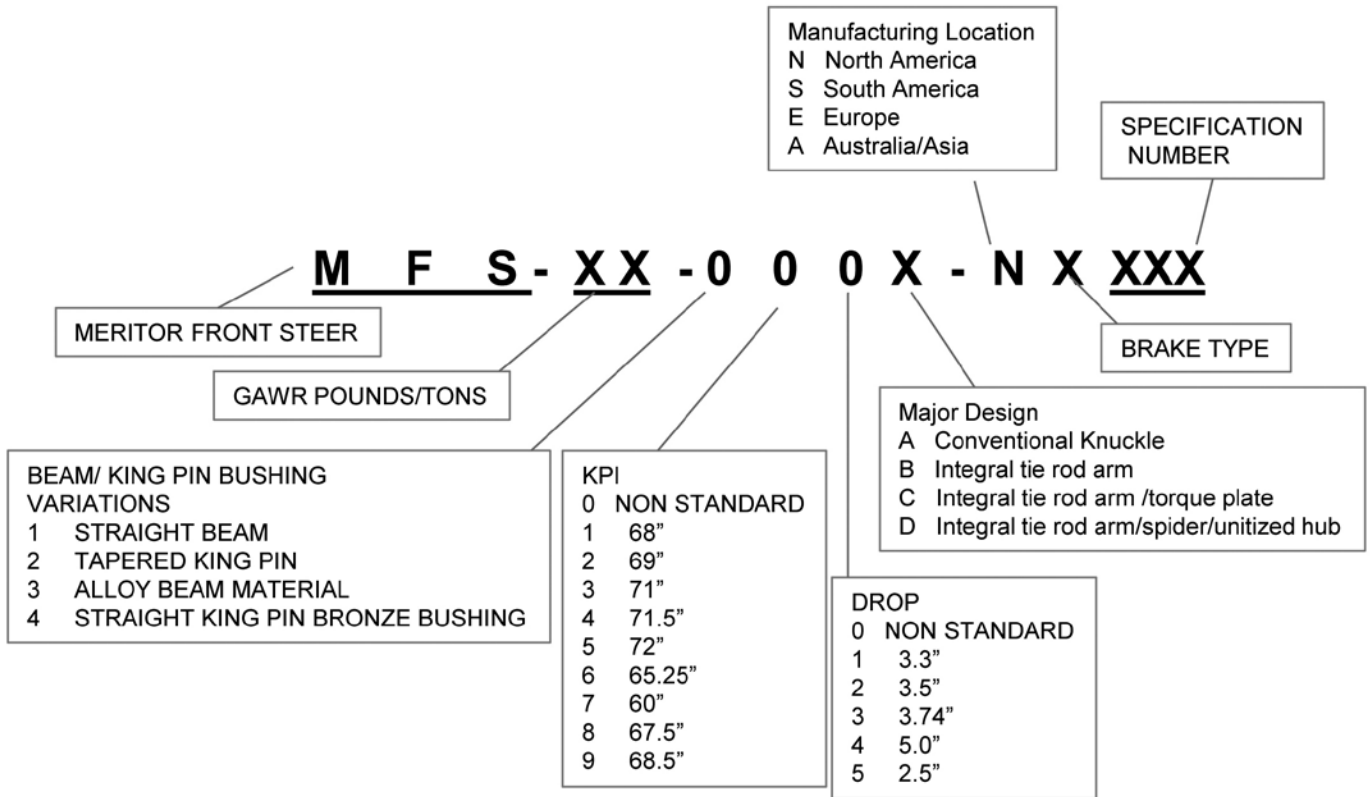 Manufacturing Location
N North America
S South America
E Europe
A Australia/Asia
SPECIFICATION
NUMBER
M F S - X X - 0 0 0 X - N X XXX
MERITOR FRONT STEER
GAWR POUNDS/TONS
BRAKE TYPE
BEAM/ KING PIN BUSHING
VARIATIONS
1 STRAIGHT BEAM
2 TAPERED KING PIN
3 ALLOY BEAM MATERIAL
4 STRAIGHT KING PIN BRONZE BUSHING
KPI
0 NON STANDARD
1 68”
2 69”
3 71”
4 71.5”
5 72”
6 65.25”
7 60”
8 67.5”
9 68.5”
Major Design
A Conventional Knuckle
B Integral tie rod arm
C Integral tie rod arm /torque plate
D Integral tie rod arm/spider/unitized hub
DROP
0 NON STANDARD
1 3.3”
2 3.5”
3 3.74”
4 5.0”
5 2.5”